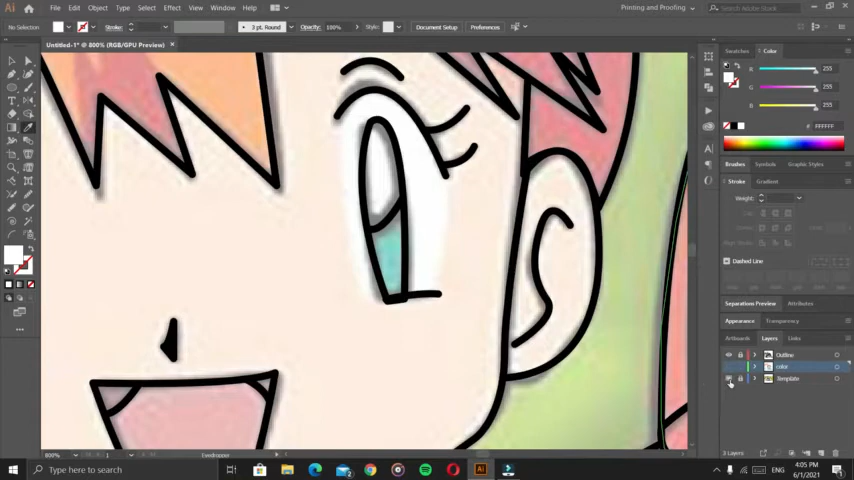 Ai File Edit Object Type Select Effect View Window Help Printing and Proofing Search Adobe Stock
No Selection Stroke: 3 pt. Round Opacity: 100% Style: Document Setup Preferences
Untitled-1* @ 800% (RGB/GPU Preview) ×
Swatches Color
R 255
G 255
B 255
# FFFFFF
Brushes Symbols Graphic Styles
Stroke Gradient
Weight:
Dashed Line
Separations Preview Attributes
Appearance Transparency
Artboards Layers Links
Outline
color
Template
3 Layers
800% 1 Eyedropper
Type here to search
4:05 PM
6/1/2021